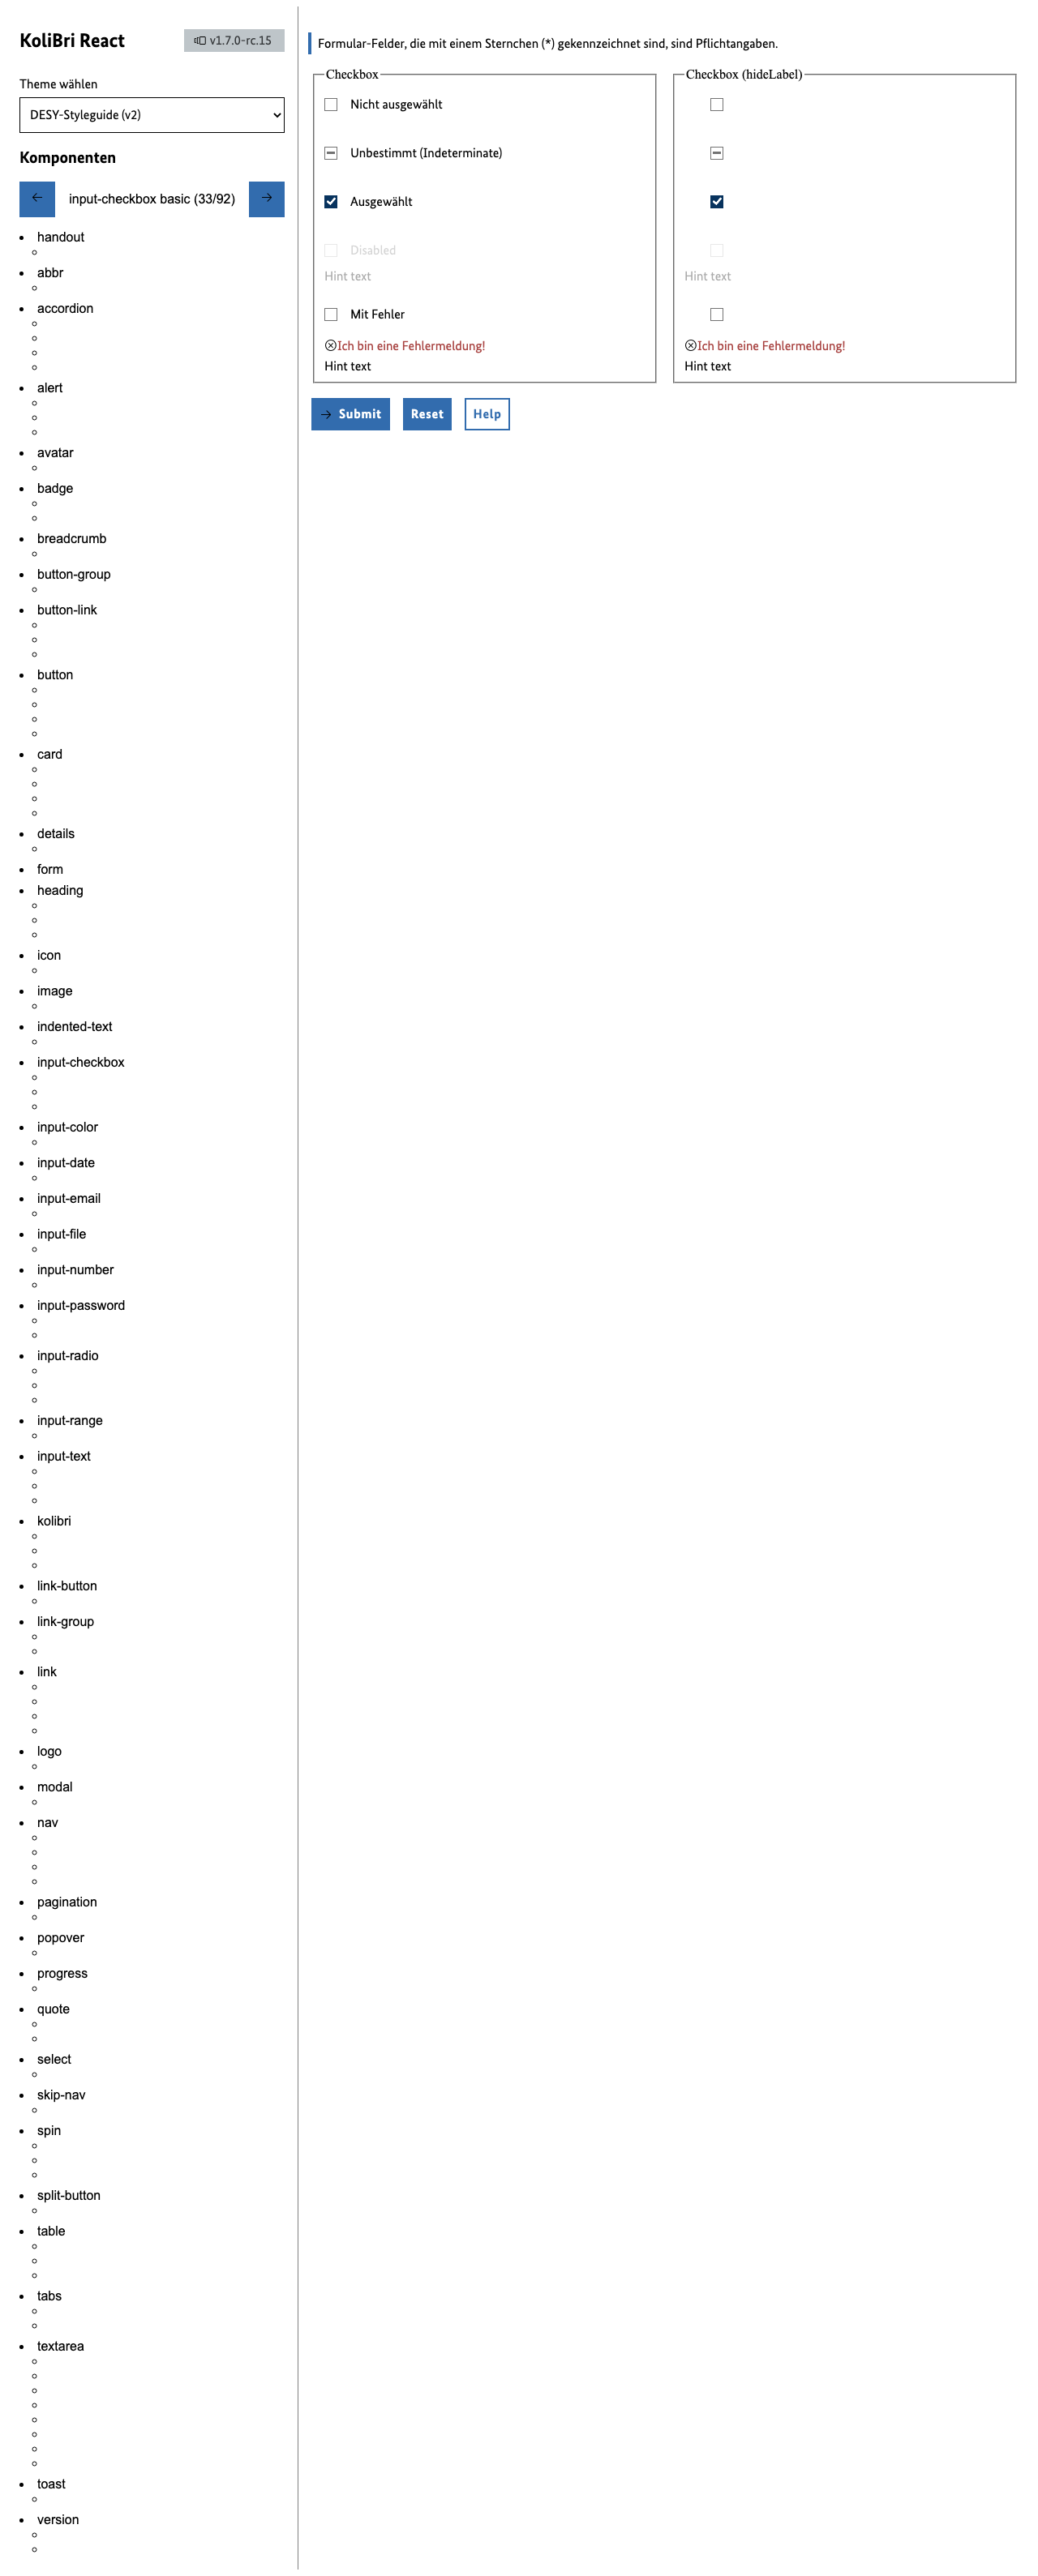 KoliBri React
v1.7.0-rc.15
Theme wählen
DESY-Styleguide (v2)
Komponenten
← input-checkbox basic (33/92) →
handout
abbr
accordion
alert
avatar
badge
breadcrumb
button-group
button-link
button
card
details
form
heading
icon
image
indented-text
input-checkbox
input-color
input-date
input-email
input-file
input-number
input-password
input-radio
input-range
input-text
kolibri
link-button
link-group
link
logo
modal
nav
pagination
popover
progress
quote
select
skip-nav
spin
split-button
table
tabs
textarea
toast
version
Formular-Felder, die mit einem Sternchen (*) gekennzeichnet sind, sind Pflichtangaben.
Checkbox
Nicht ausgewählt
Unbestimmt (Indeterminate)
Ausgewählt
Disabled
Hint text
Mit Fehler
Ich bin eine Fehlermeldung!
Hint text
Checkbox (hideLabel)
Hint text
Ich bin eine Fehlermeldung!
Hint text
→ Submit
Reset
Help